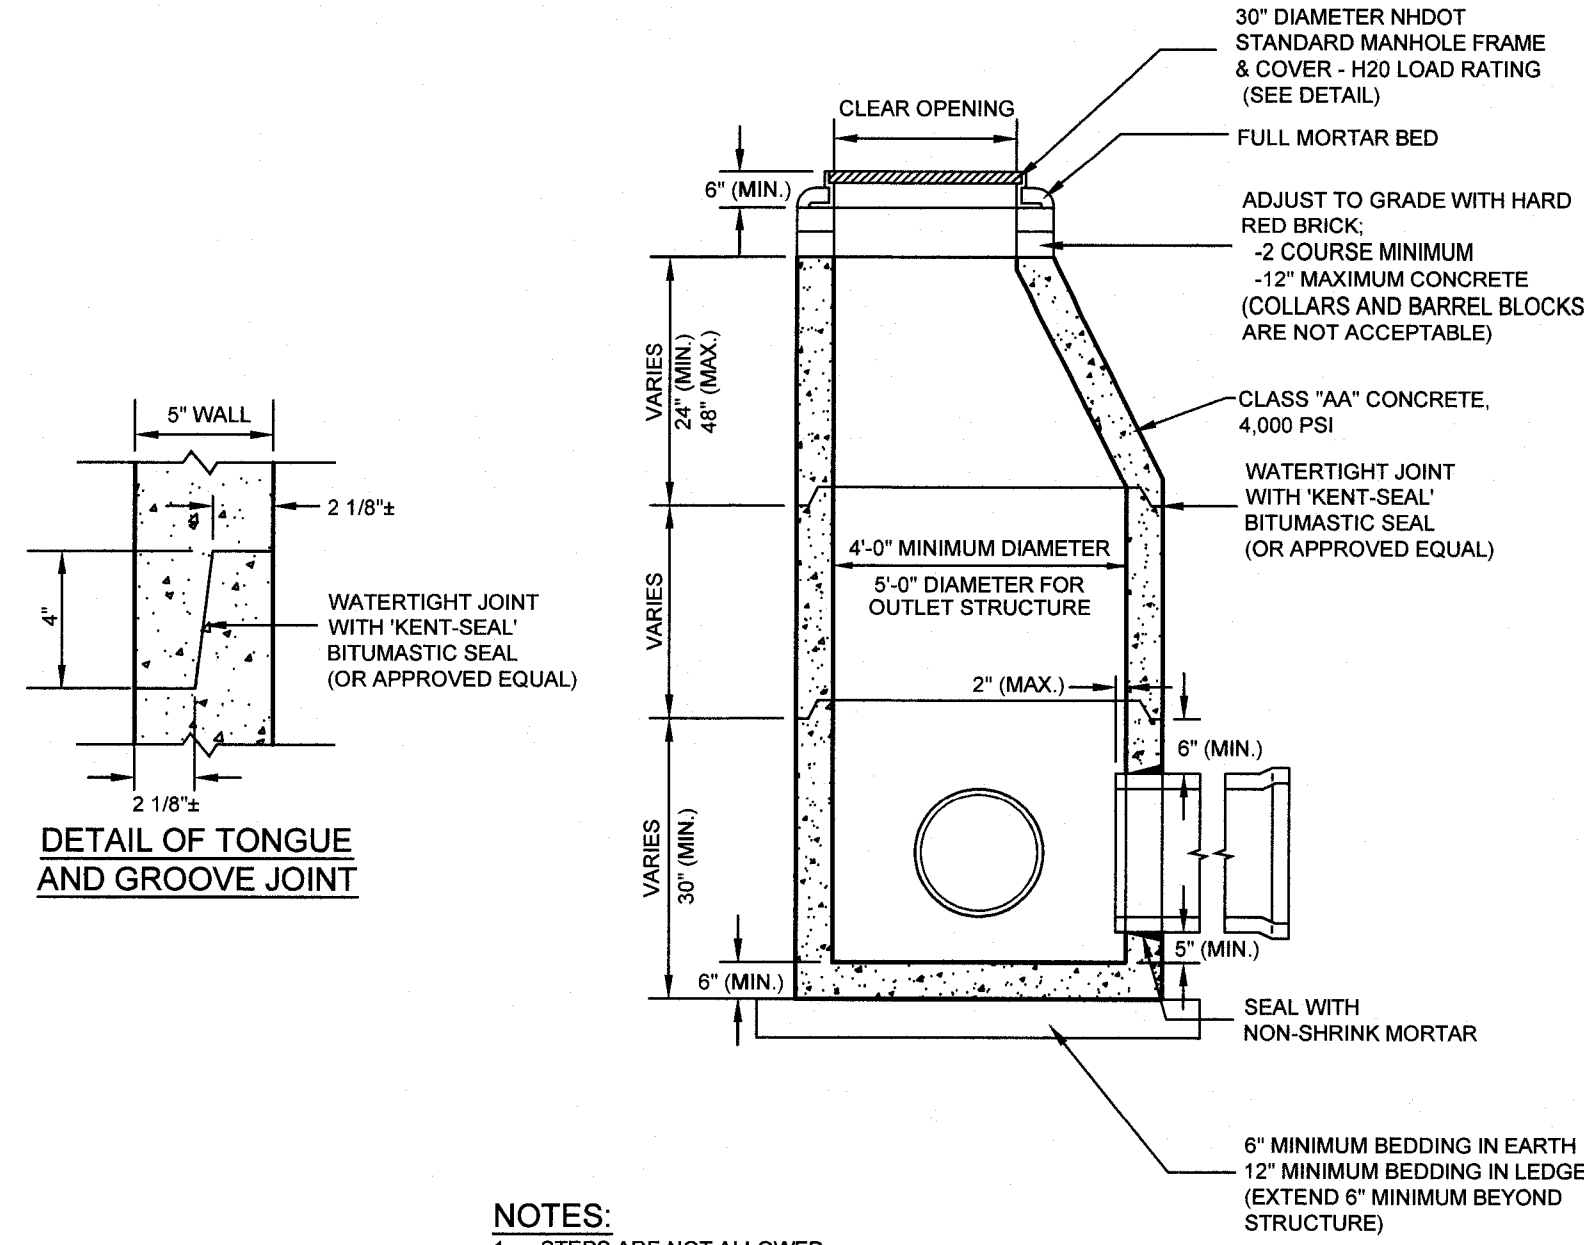 30" DIAMETER NHDOT
STANDARD MANHOLE FRAME
& COVER - H20 LOAD RATING
(SEE DETAIL)
CLEAR OPENING
FULL MORTAR BED
6" (MIN.)
ADJUST TO GRADE WITH HARD
RED BRICK;
-2 COURSE MINIMUM
-12" MAXIMUM CONCRETE
(COLLARS AND BARREL BLOCKS
ARE NOT ACCEPTABLE)
VARIES
24" (MIN.)
48" (MAX.)
CLASS "AA" CONCRETE,
4,000 PSI
5" WALL
WATERTIGHT JOINT
WITH 'KENT-SEAL'
BITUMASTIC SEAL
(OR APPROVED EQUAL)
2 1/8"±
4'-0" MINIMUM DIAMETER
5'-0" DIAMETER FOR
OUTLET STRUCTURE
VARIES
4"
WATERTIGHT JOINT
WITH 'KENT-SEAL'
BITUMASTIC SEAL
(OR APPROVED EQUAL)
2" (MAX.)
6" (MIN.)
2 1/8"±
DETAIL OF TONGUE
AND GROOVE JOINT
VARIES
30" (MIN.)
5" (MIN.)
6" (MIN.)
SEAL WITH
NON-SHRINK MORTAR
6" MINIMUM BEDDING IN EARTH
12" MINIMUM BEDDING IN LEDGE
(EXTEND 6" MINIMUM BEYOND
STRUCTURE)
NOTES:
1. STEPS ARE NOT ALLOWED